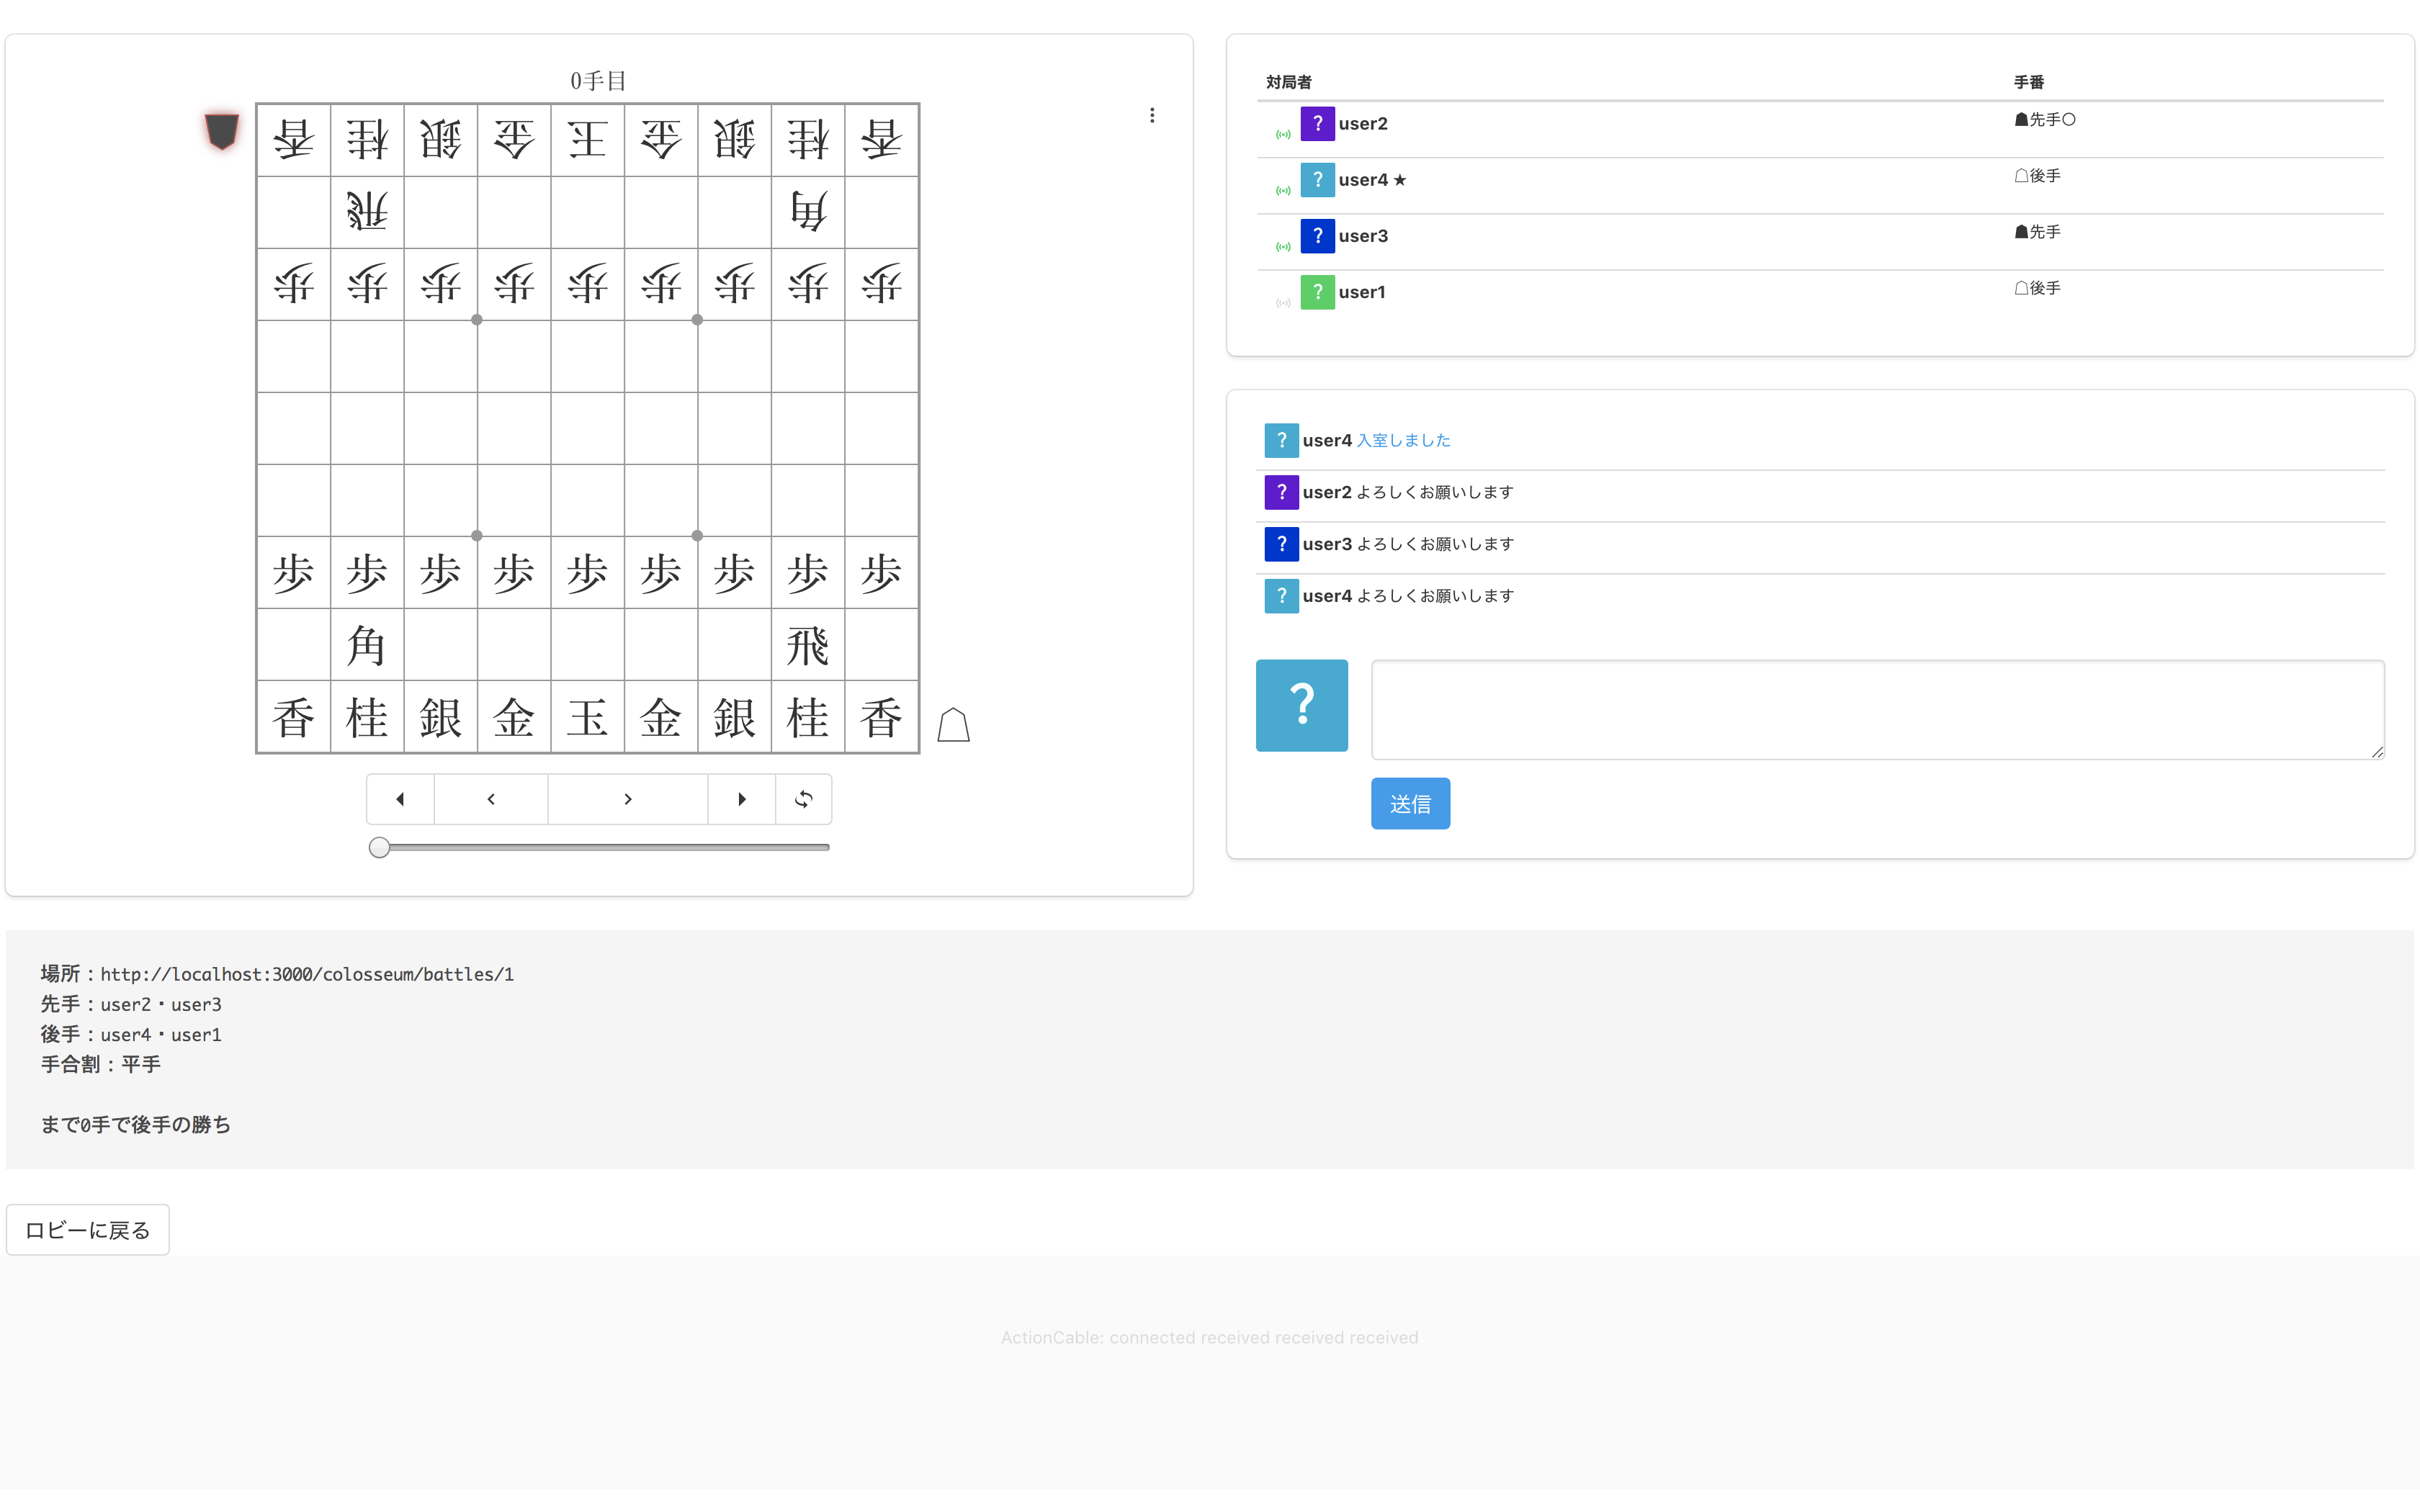 0手目
香桂銀金王金銀桂香
飛角
歩歩歩歩歩歩歩歩歩
歩歩歩歩歩歩歩歩歩
角飛
香桂銀金玉金銀桂香
対局者 手番
? user2 ☗先手○
? user4 ★ ☖後手
? user3 ☗先手
? user1 ☖後手
? user4 入室しました
? user2 よろしくお願いします
? user3 よろしくお願いします
? user4 よろしくお願いします
?
送信
場所：http://localhost:3000/colosseum/battles/1
先手：user2・user3
後手：user4・user1
手合割：平手
まで0手で後手の勝ち
ロビーに戻る
ActionCable: connected received received received